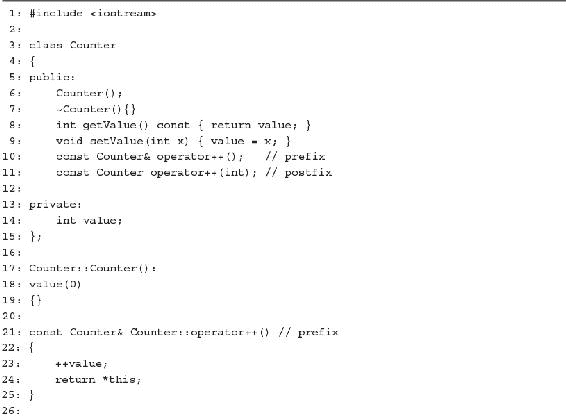 1: #include <iostream>
2:
3: class Counter
4: {
5: public:
6:     Counter();
7:     ~Counter(){}
8:     int getValue() const { return value; }
9:     void setValue(int x) { value = x; }
10:     const Counter& operator++();   // prefix
11:     const Counter operator++(int); // postfix
12:
13: private:
14:     int value;
15: };
16:
17: Counter::Counter():
18: value(0)
19: {}
20:
21: const Counter& Counter::operator++() // prefix
22: {
23:     ++value;
24:     return *this;
25: }
26: